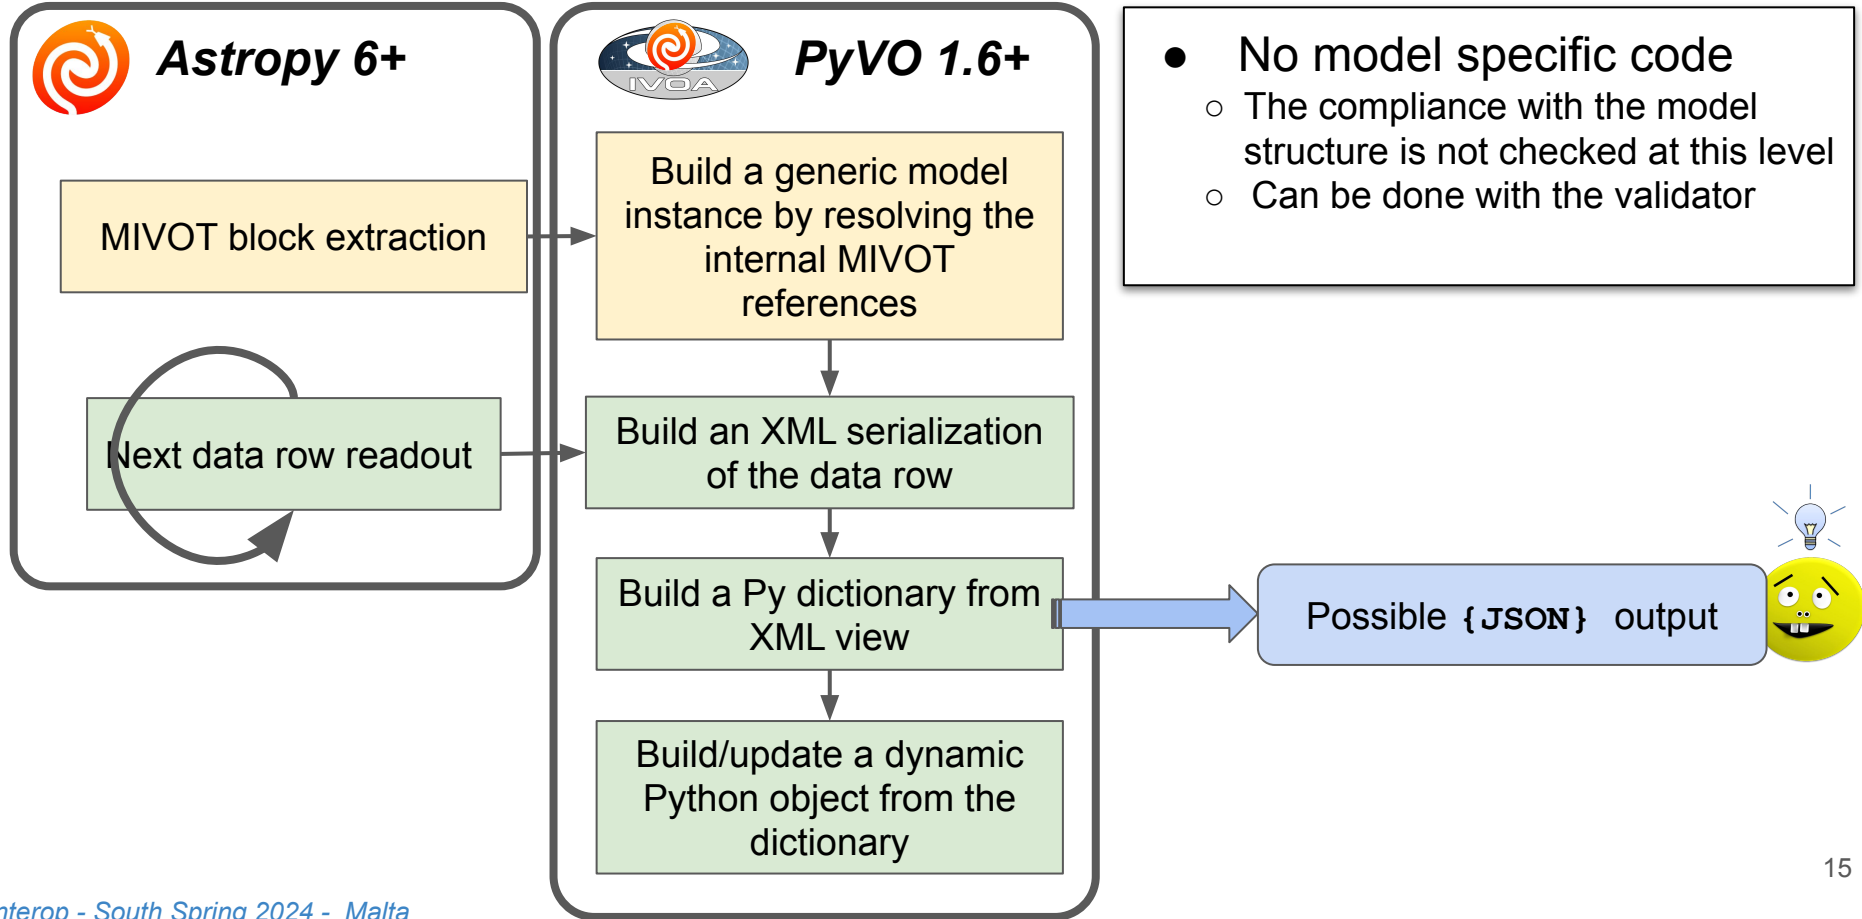 Astropy 6+
MIVOT block extraction
Next data row readout
IVOA
PyVO 1.6+
Build a generic model
instance by resolving the
internal MIVOT
references
Build an XML serialization
of the data row
Build a Py dictionary from
XML view
Build/update a dynamic
Python object from the
dictionary
● No model specific code
○ The compliance with the model
structure is not checked at this level
○ Can be done with the validator
Possible {JSON} output
15
nterop - South Spring 2024 - Malta